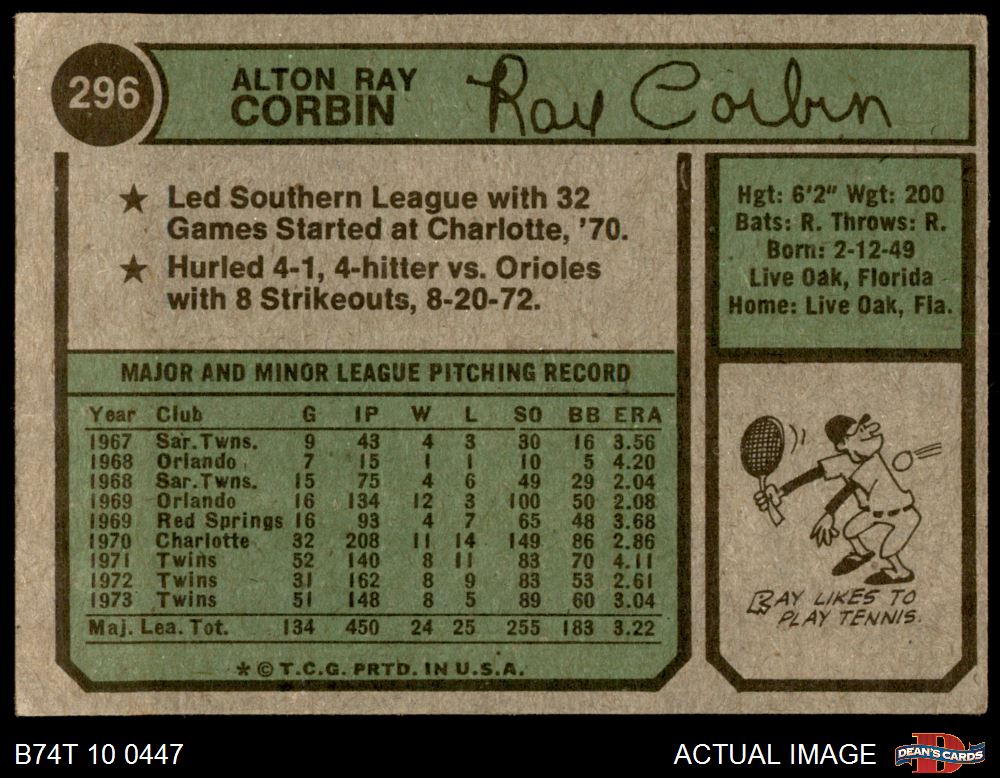 296
ALTON RAY
CORBIN
Ray Corbin
★ Led Southern League with 32
Games Started at Charlotte, '70.
★ Hurled 4-1, 4-hitter vs. Orioles
with 8 Strikeouts, 8-20-72.
Hgt: 6'2" Wgt: 200
Bats: R. Throws: R.
Born: 2-12-49
Live Oak, Florida
Home: Live Oak, Fla.
MAJOR AND MINOR LEAGUE PITCHING RECORD
Year Club G IP W L SO BB ERA
1967 Sar. Twns. 9 43 4 3 30 16 3.56
1968 Orlando 7 15 1 1 10 5 4.20
1968 Sar. Twns. 15 75 4 6 49 29 2.04
1969 Orlando 16 134 12 3 100 50 2.08
1969 Red Springs 16 93 4 7 65 48 3.68
1970 Charlotte 32 208 11 14 149 86 2.86
1971 Twins 52 140 8 11 83 70 4.11
1972 Twins 31 162 8 9 83 53 2.61
1973 Twins 51 148 8 5 89 60 3.04
Maj. Lea. Tot. 134 450 24 25 255 183 3.22
* © T.C.G. PRTD. IN U.S.A.
RAY LIKES TO
PLAY TENNIS.
B74T 10 0447
ACTUAL IMAGE
DEAN'S CARDS